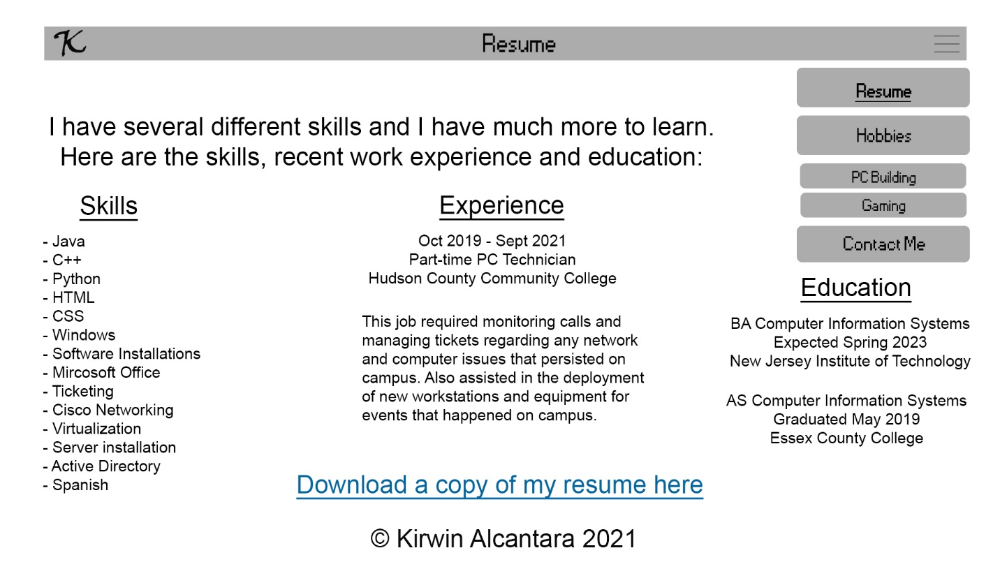 K
Resume
Resume
Hobbies
PC Building
Gaming
Contact Me
I have several different skills and I have much more to learn.
Here are the skills, recent work experience and education:
Skills
- Java
- C++
- Python
- HTML
- CSS
- Windows
- Software Installations
- Mircosoft Office
- Ticketing
- Cisco Networking
- Virtualization
- Server installation
- Active Directory
- Spanish
Experience
Oct 2019 - Sept 2021
Part-time PC Technician
Hudson County Community College
This job required monitoring calls and
managing tickets regarding any network
and computer issues that persisted on
campus. Also assisted in the deployment
of new workstations and equipment for
events that happened on campus.
Education
BA Computer Information Systems
Expected Spring 2023
New Jersey Institute of Technology
AS Computer Information Systems
Graduated May 2019
Essex County College
Download a copy of my resume here
© Kirwin Alcantara 2021